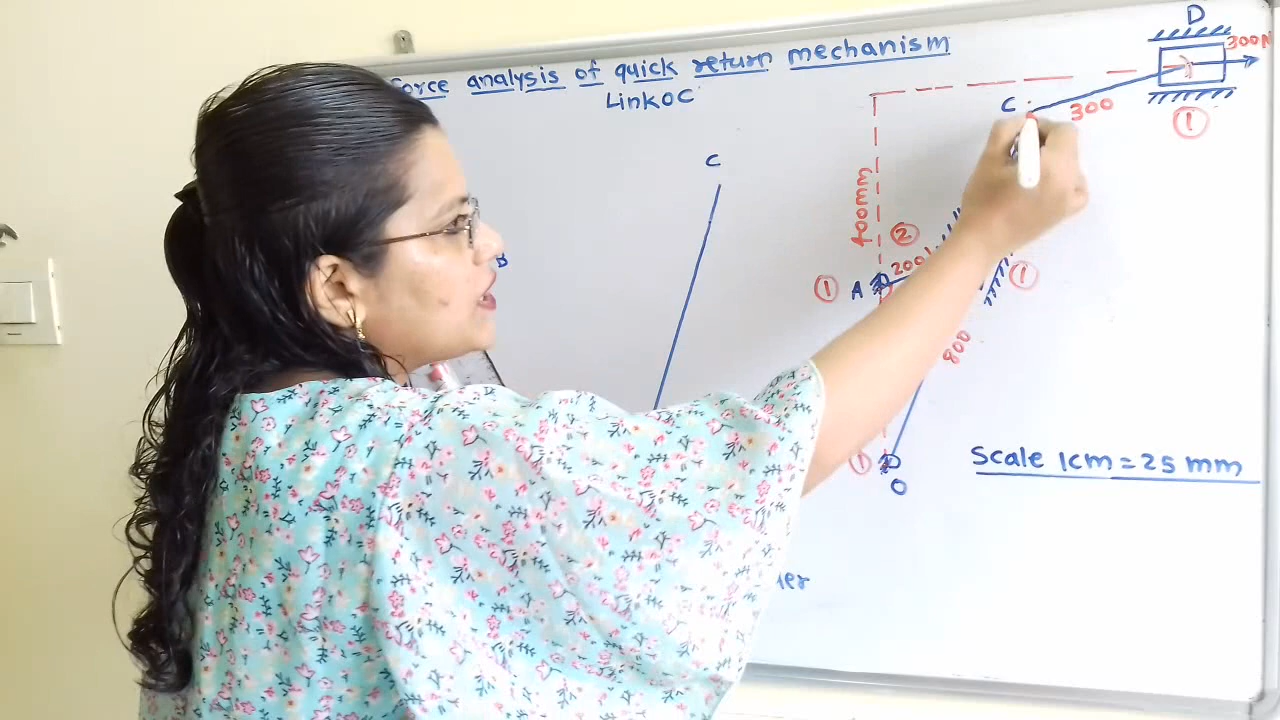 Force analysis of quick return mechanism
Link OC
D
300N
C
C
300
1
700mm
2
200
1
A
1
B
800
1
O
Scale 1cm = 25 mm